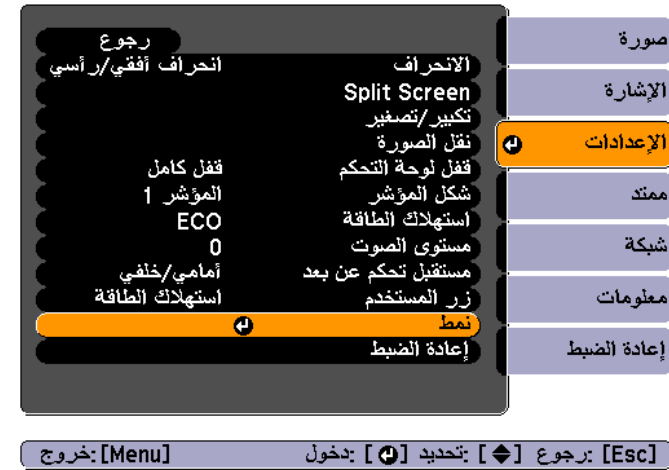 صورة
الإشارة
الإعدادات
ممتد
شبكة
معلومات
إعادة الضبط
رجوع
الانحراف انحراف أفقي/رأسي
Split Screen
تكبير/تصغير
نقل الصورة
قفل لوحة التحكم قفل كامل
شكل المؤشر المؤشر 1
استهلاك الطاقة ECO
مستوى الصوت 0
مستقبل تحكم عن بعد أمامي/خلفي
زر المستخدم استهلاك الطاقة
نمط
إعادة الضبط
[Esc] :رجوع [ ] :تحديد [ ] :دخول [Menu] :خروج